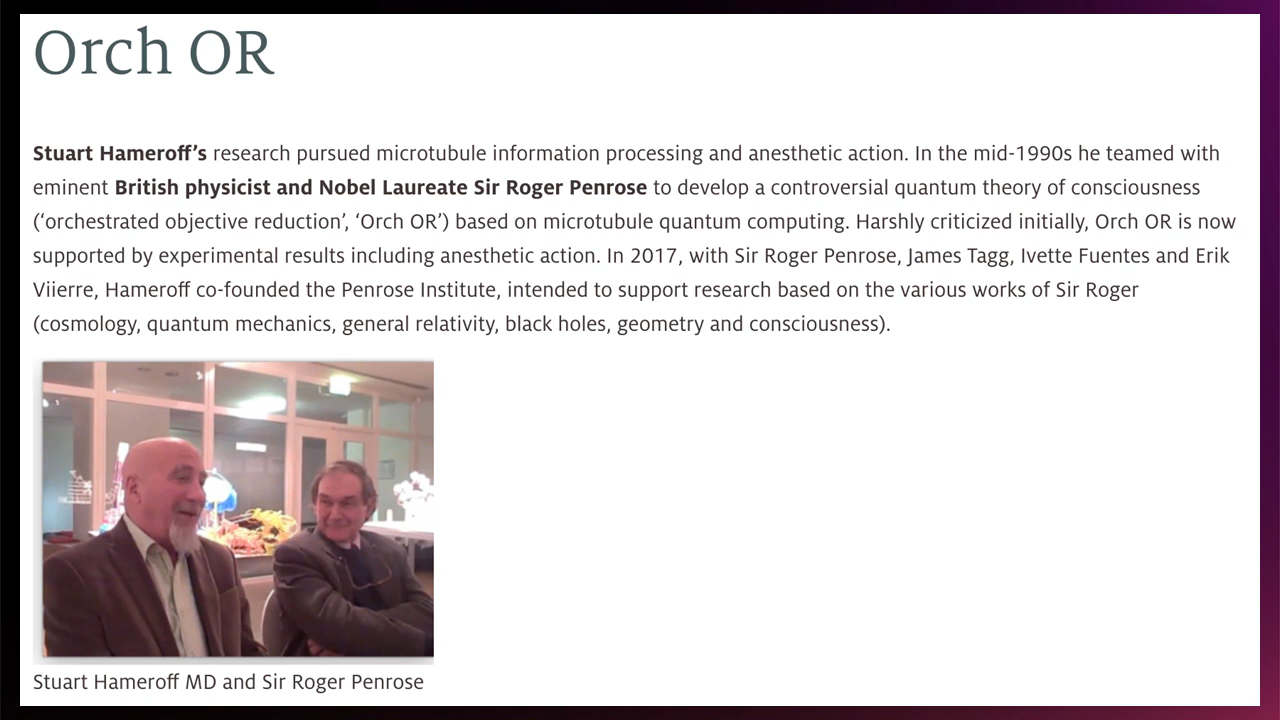 Orch OR
Stuart Hameroff’s research pursued microtubule information processing and anesthetic action. In the mid-1990s he teamed with
eminent British physicist and Nobel Laureate Sir Roger Penrose to develop a controversial quantum theory of consciousness
(‘orchestrated objective reduction’, ‘Orch OR’) based on microtubule quantum computing. Harshly criticized initially, Orch OR is now
supported by experimental results including anesthetic action. In 2017, with Sir Roger Penrose, James Tagg, Ivette Fuentes and Erik
Viierre, Hameroff co-founded the Penrose Institute, intended to support research based on the various works of Sir Roger
(cosmology, quantum mechanics, general relativity, black holes, geometry and consciousness).
Stuart Hameroff MD and Sir Roger Penrose